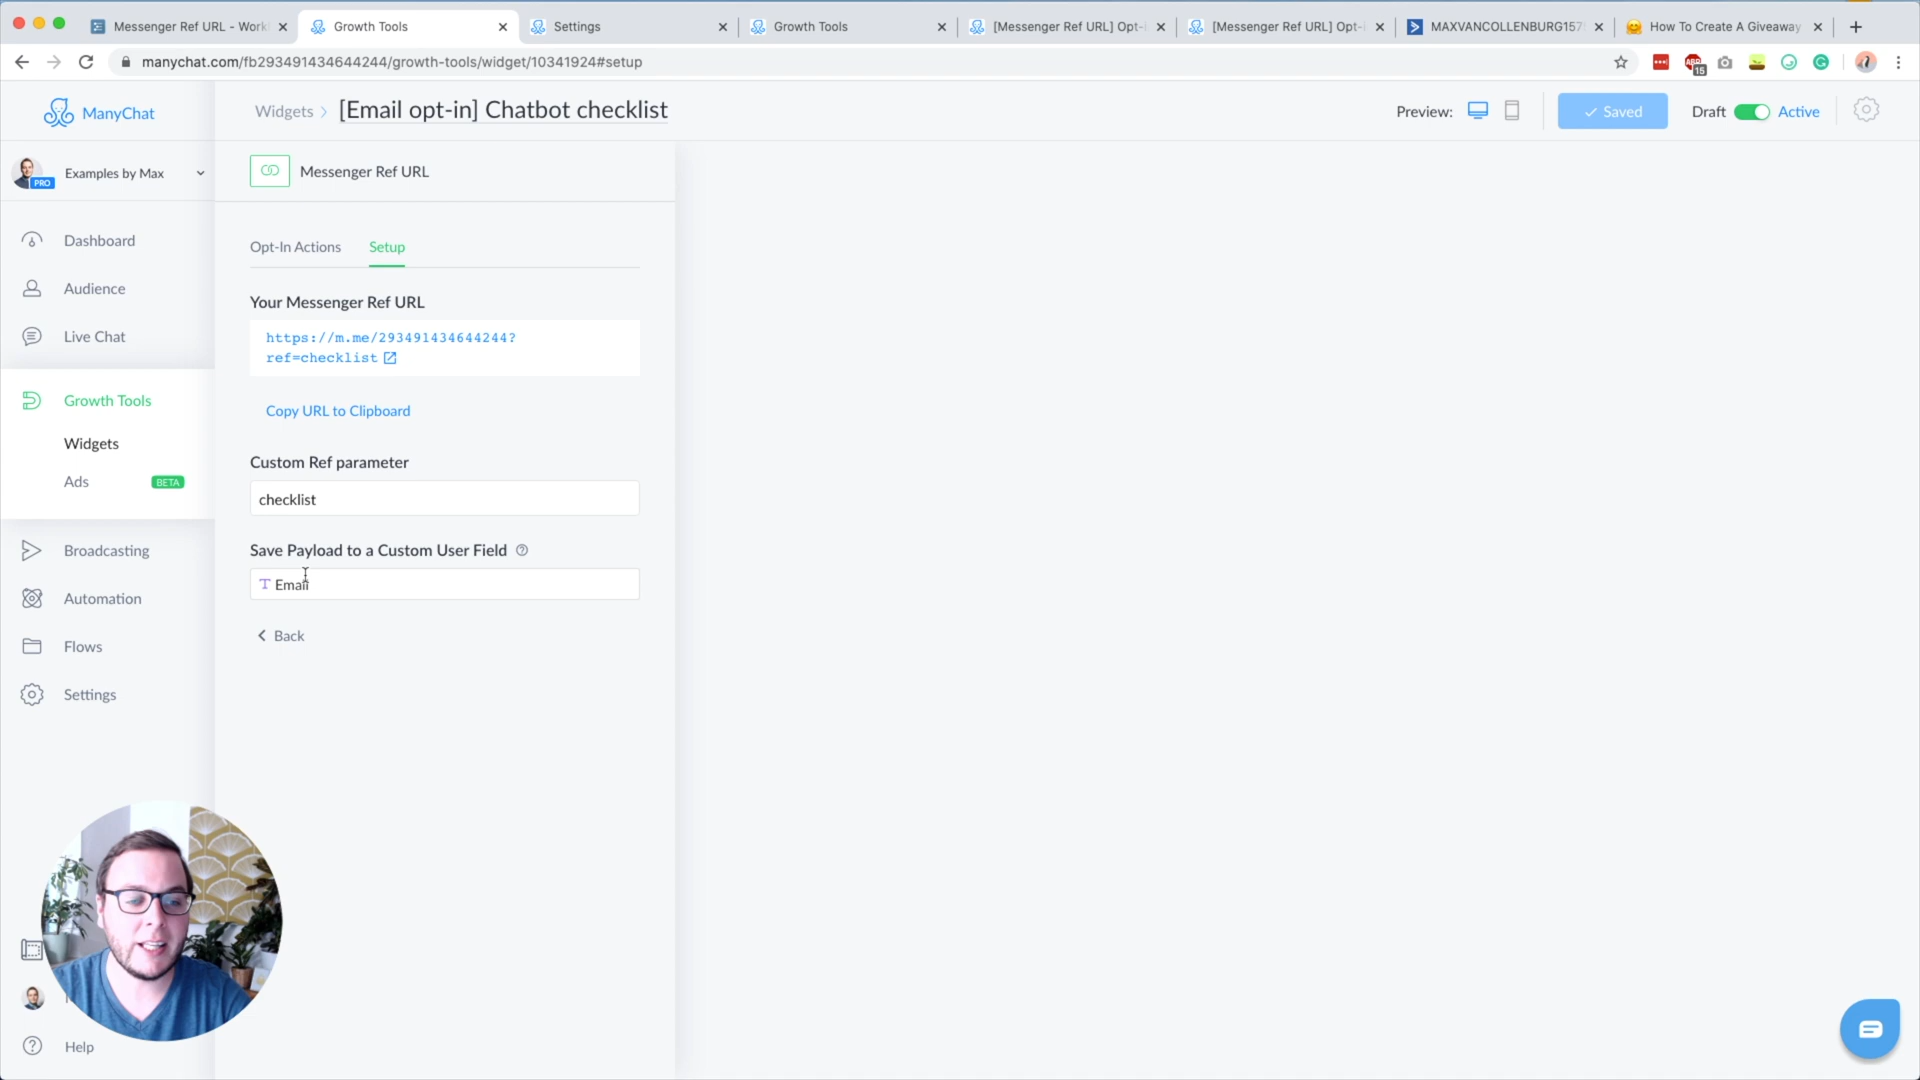 Messenger Ref URL - Work
Growth Tools
Settings
Growth Tools
[Messenger Ref URL] Opt-
[Messenger Ref URL] Opt-
MAXVANCOLLENBURG157
How To Create A Giveaway
manychat.com/fb293491434644244/growth-tools/widget/10341924#setup
15
ManyChat
Widgets
[Email opt-in] Chatbot checklist
Preview:
Saved
Draft
Active
PRO
Examples by Max
Messenger Ref URL
Dashboard
Audience
Live Chat
Growth Tools
Widgets
Ads
BETA
Broadcasting
Automation
Flows
Settings
Help
Opt-In Actions
Setup
Your Messenger Ref URL
https://m.me/293491434644244?
ref=checklist
Copy URL to Clipboard
Custom Ref parameter
checklist
Save Payload to a Custom User Field
T Email
Back